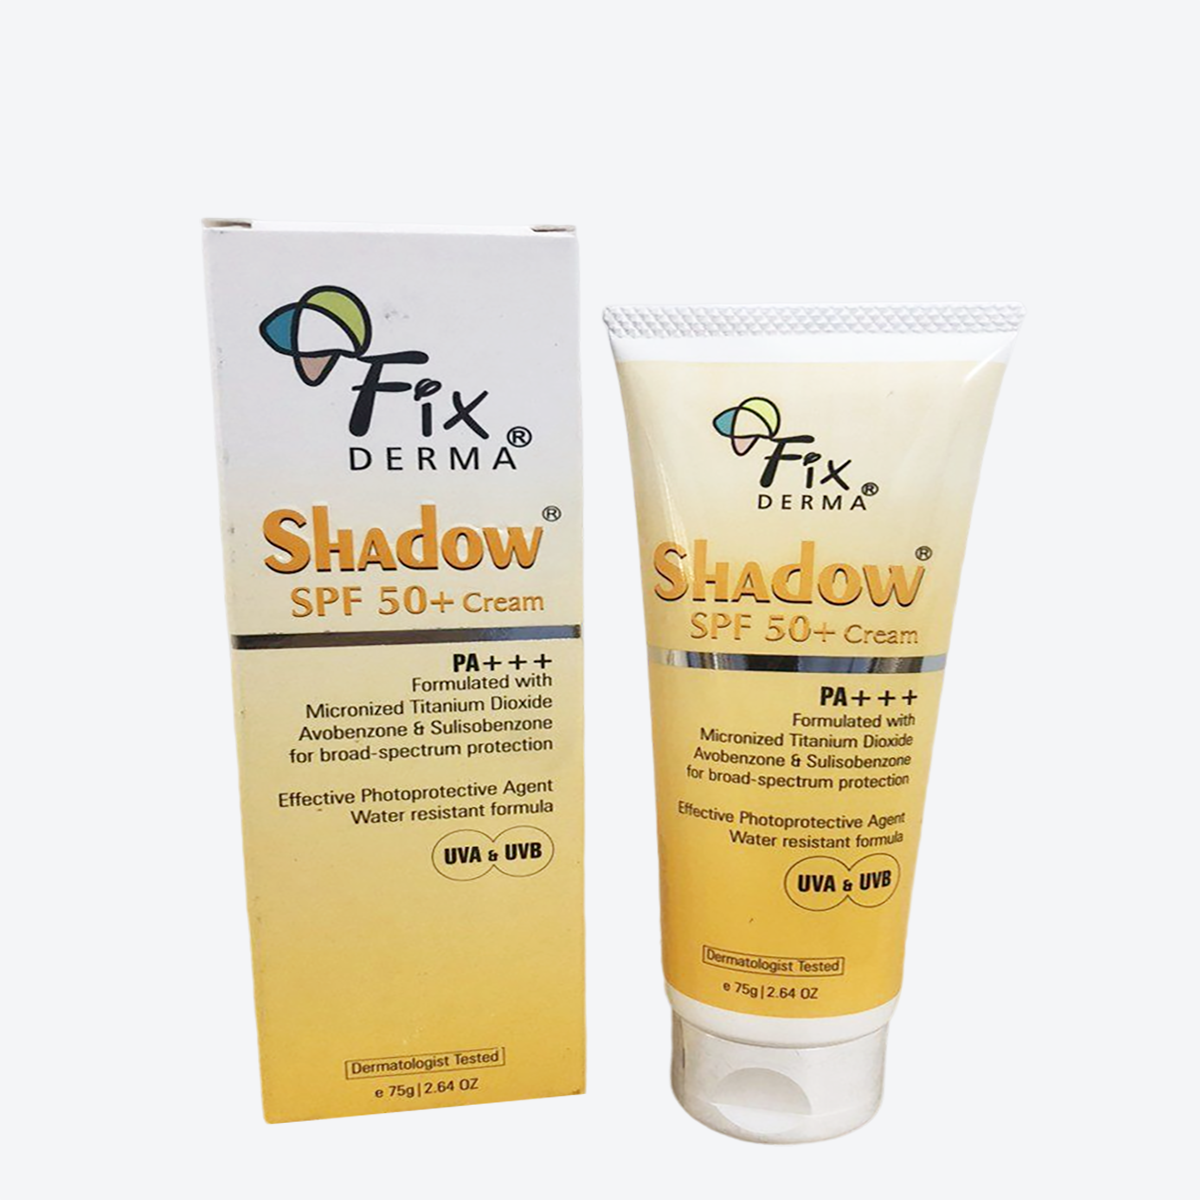 Fix
DERMA®
Shadow®
SPF 50+ Cream
PA+++
Formulated with
Micronized Titanium Dioxide
Avobenzone & Sulisobenzone
for broad-spectrum protection
Effective Photoprotective Agent
Water resistant formula
UVA & UVB
Dermatologist Tested
e 75g|2.64 OZ
Fix
DERMA®
Shadow®
SPF 50+ Cream
PA+++
Formulated with
Micronized Titanium Dioxide
Avobenzone & Sulisobenzone
for broad-spectrum protection
Effective Photoprotective Agent
Water resistant formula
UVA & UVB
Dermatologist Tested
e 75g|2.64 OZ